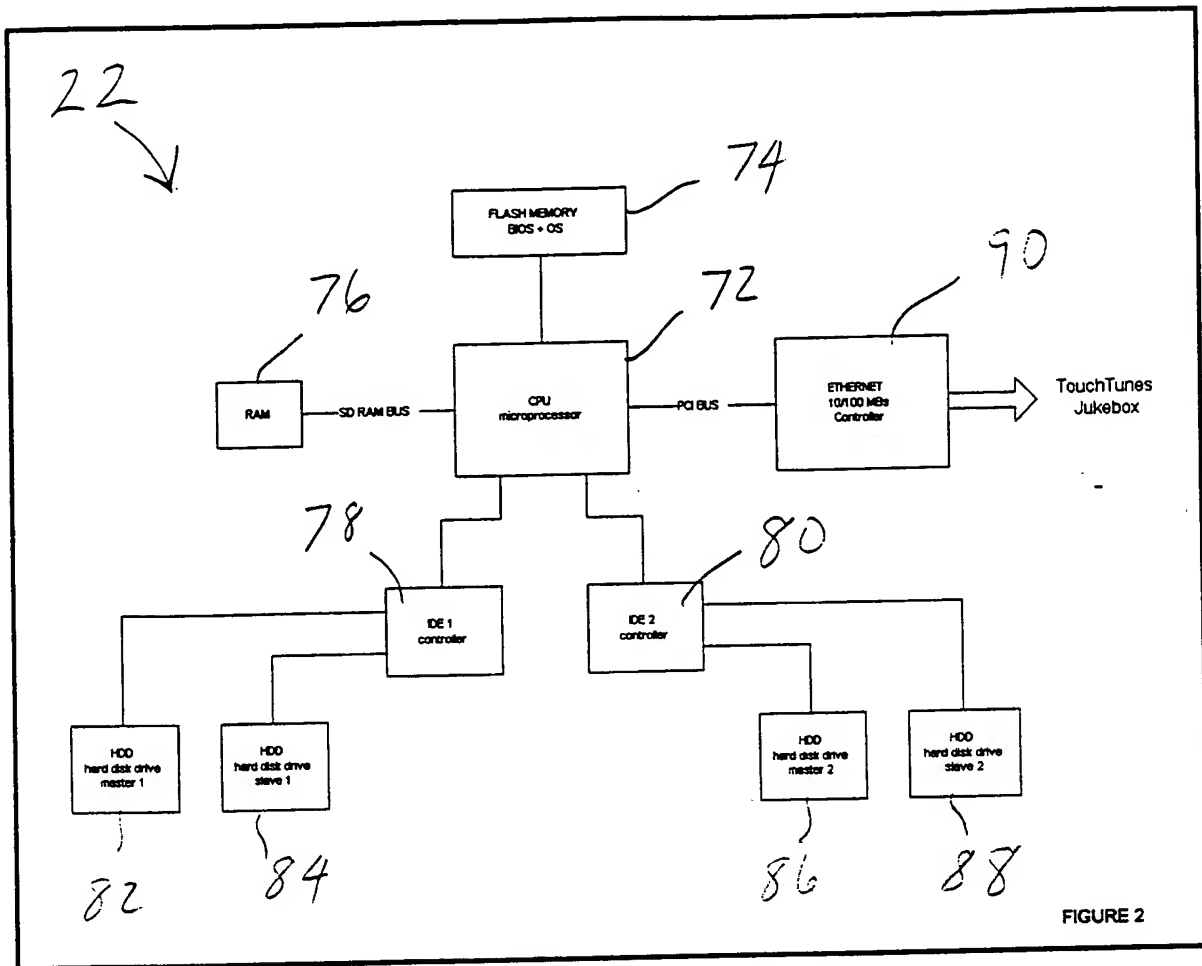 22
74
FLASH MEMORY
BIOS + OS
90
76
72
RAM
SD RAM BUS
CPU
microprocessor
PCI BUS
ETHERNET
10/100 MBs
Controller
TouchTunes
Jukebox
78
80
IDE 1
controller
IDE 2
controller
HDD
hard disk drive
master 1
HDD
hard disk drive
slave 1
HDD
hard disk drive
master 2
HDD
hard disk drive
slave 2
82
84
86
88
FIGURE 2